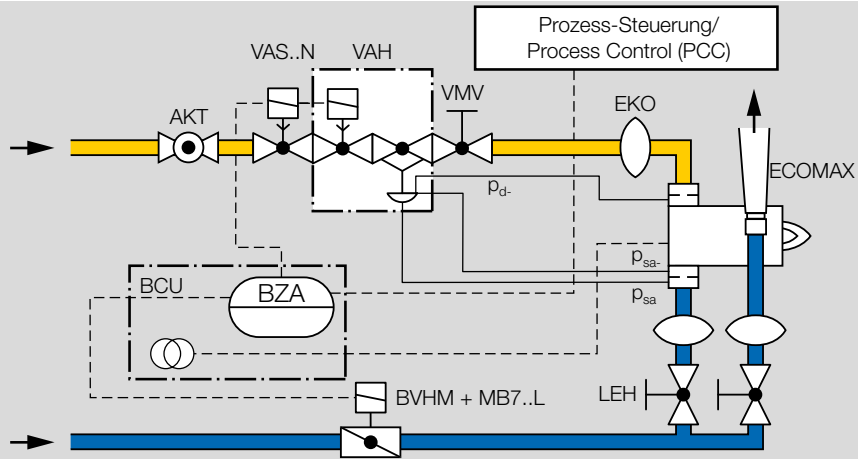 Prozess-Steuerung/
Process Control (PCC)
VAS..N
VAH
VMV
AKT
EKO
ECOMAX
pd-
psa-
psa
BCU
BZA
BVHM + MB7..L
LEH